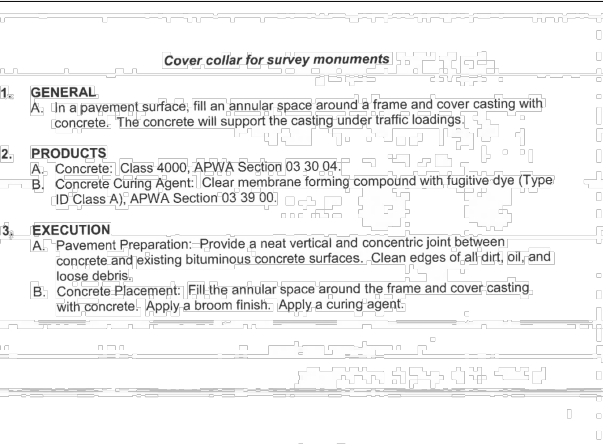 Cover collar for survey monuments
1. GENERAL
A. In a pavement surface, fill an annular space around a frame and cover casting with
concrete. The concrete will support the casting under traffic loadings.
2. PRODUCTS
A. Concrete: Class 4000, APWA Section 03 30 04.
B. Concrete Curing Agent: Clear membrane forming compound with fugitive dye (Type
ID Class A), APWA Section 03 39 00.
3. EXECUTION
A. Pavement Preparation: Provide a neat vertical and concentric joint between
concrete and existing bituminous concrete surfaces. Clean edges of all dirt, oil, and
loose debris.
B. Concrete Placement: Fill the annular space around the frame and cover casting
with concrete. Apply a broom finish. Apply a curing agent.